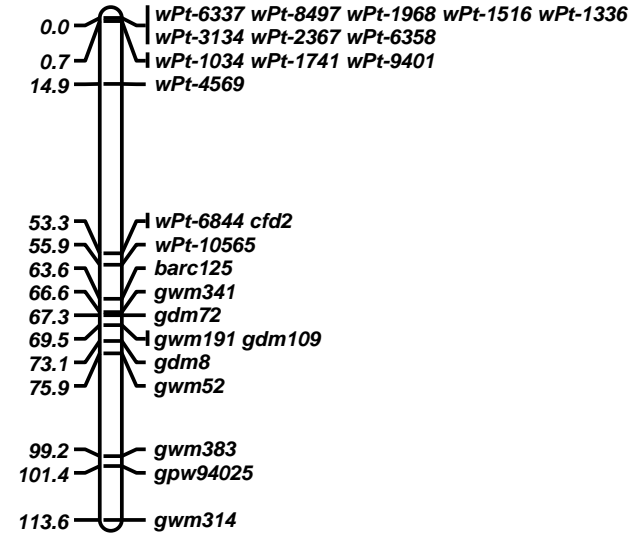 0.0 wPt-6337 wPt-8497 wPt-1968 wPt-1516 wPt-1336
wPt-3134 wPt-2367 wPt-6358
0.7 wPt-1034 wPt-1741 wPt-9401
14.9 wPt-4569
53.3 wPt-6844 cfd2
55.9 wPt-10565
63.6 barc125
66.6 gwm341
67.3 gdm72
69.5 gwm191 gdm109
73.1 gdm8
75.9 gwm52
99.2 gwm383
101.4 gpw94025
113.6 gwm314